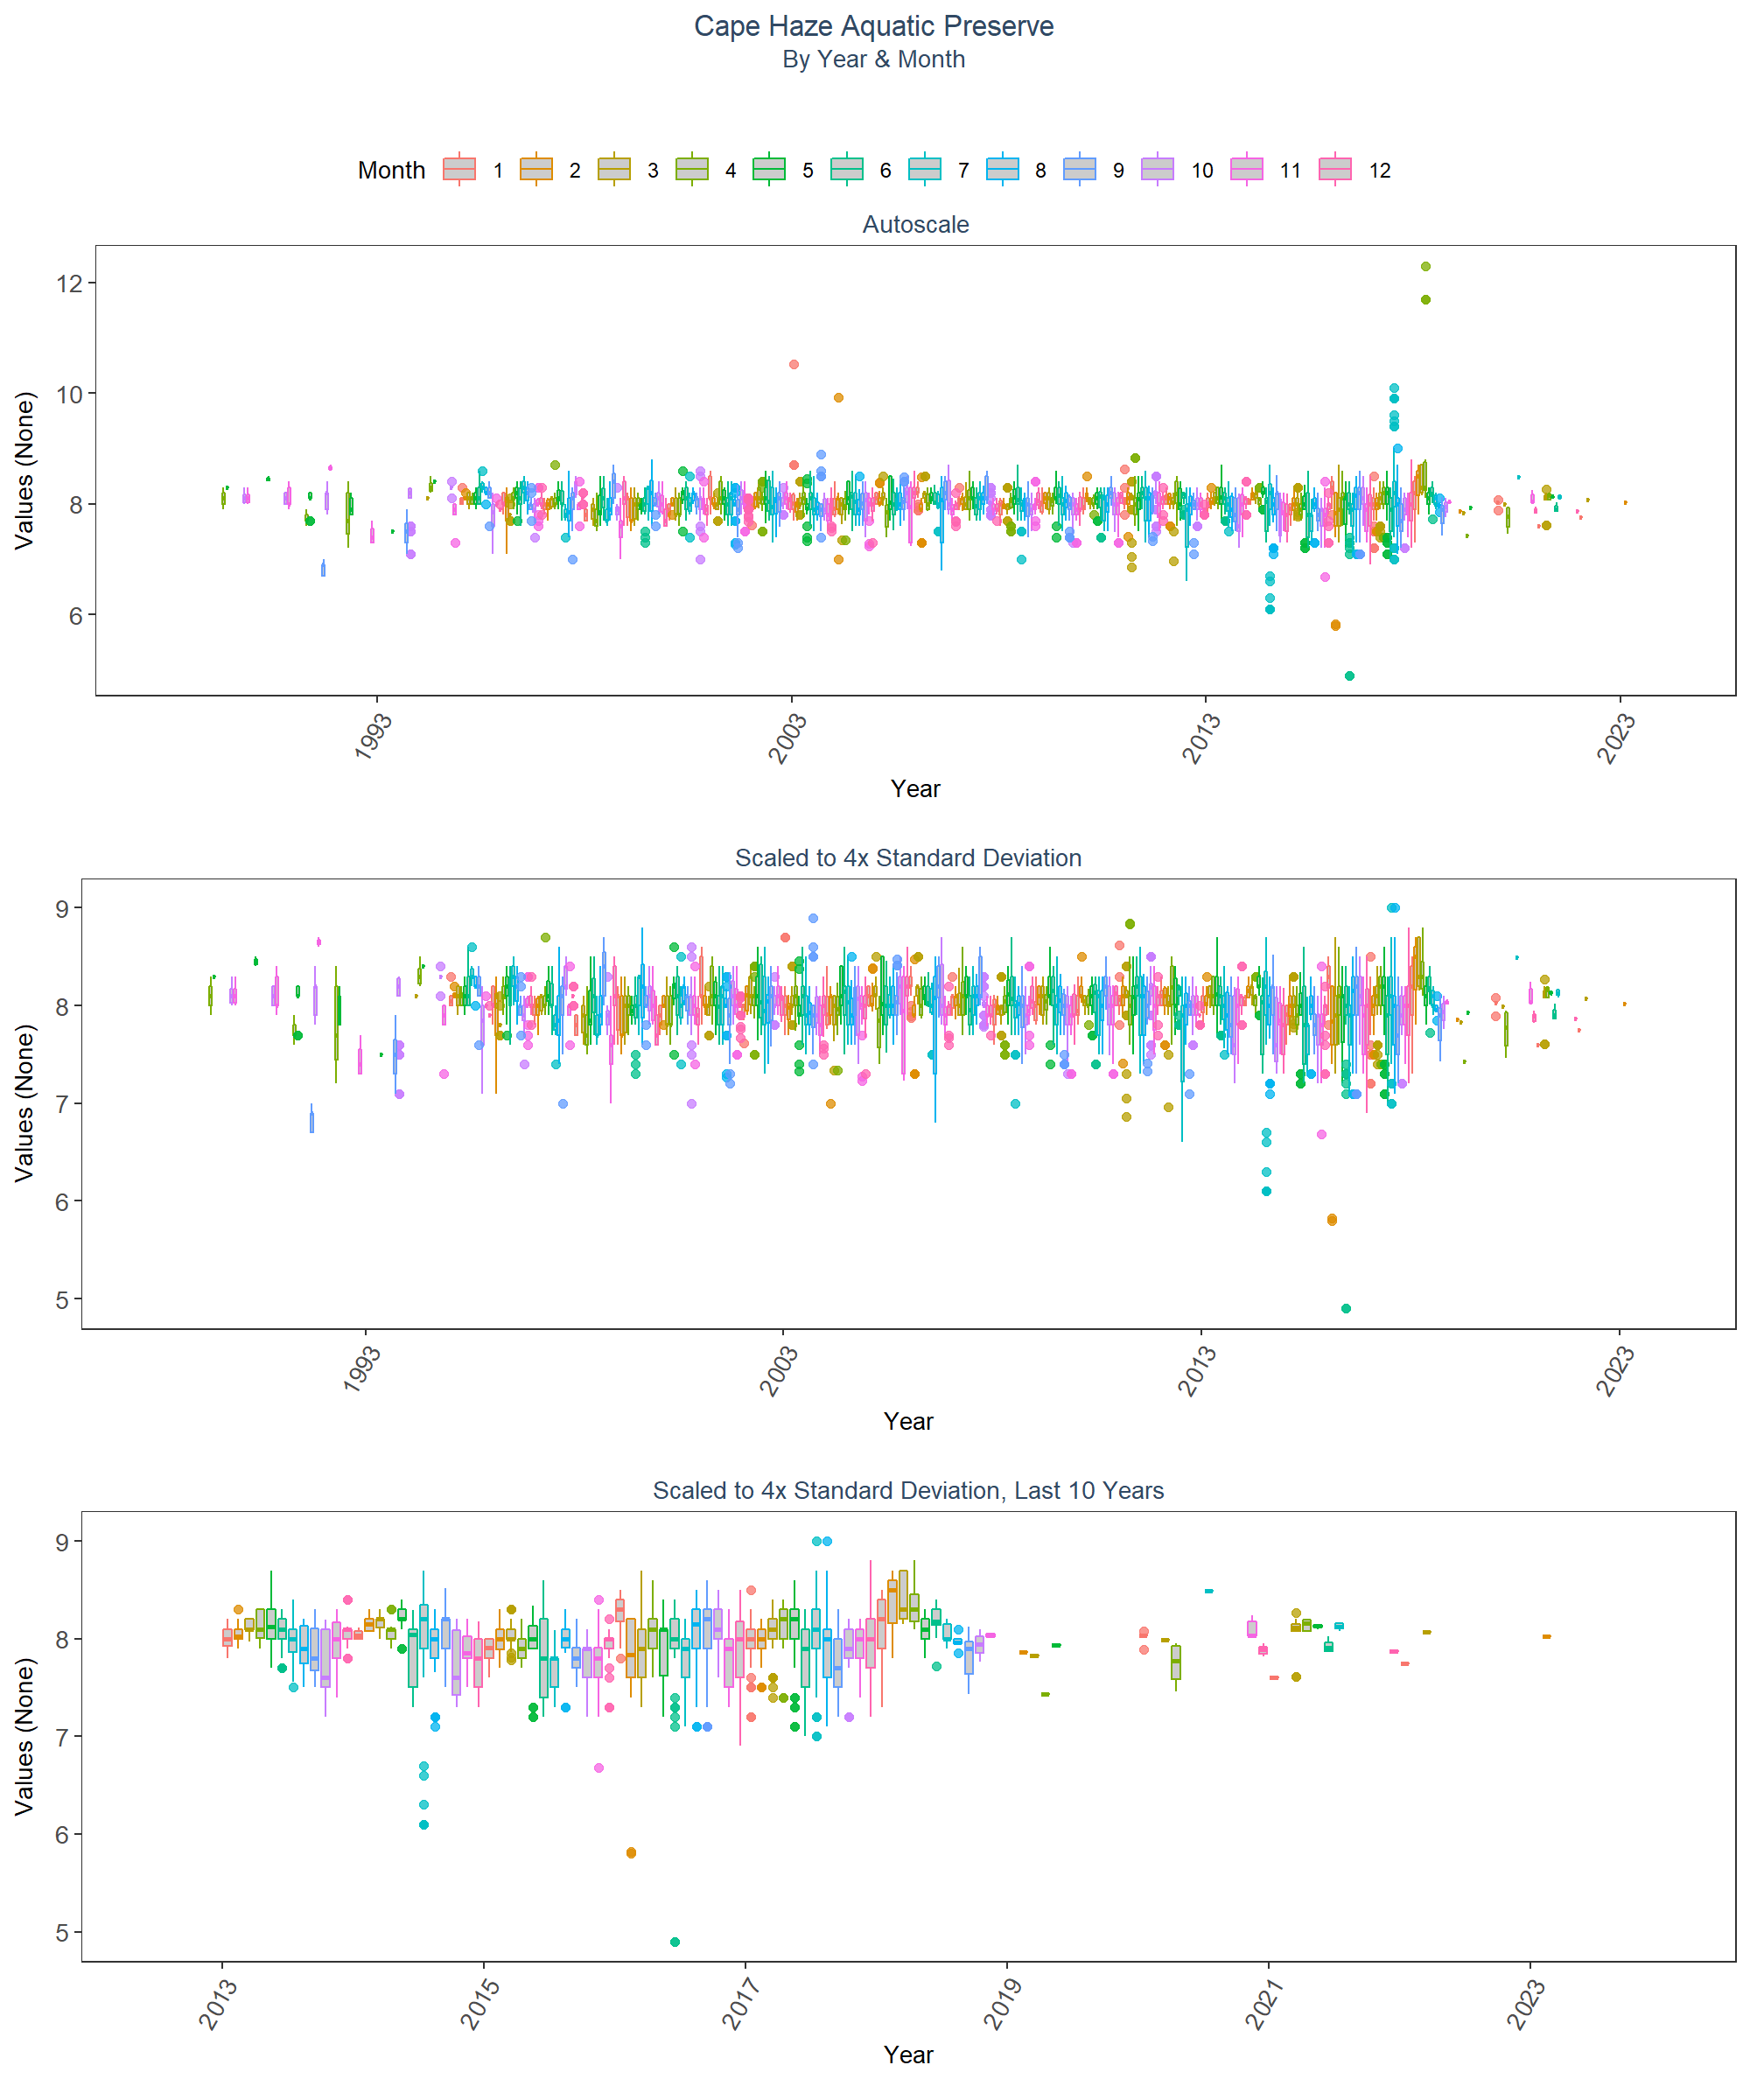 Cape Haze Aquatic Preserve
By Year & Month
Month 1 2 3 4 5 6 7 8 9 10 11 12
Autoscale
12
10
8
6
Values (None)
1993 2003 2013 2023
Year
Scaled to 4x Standard Deviation
9
8
7
6
5
Values (None)
1993 2003 2013 2023
Year
Scaled to 4x Standard Deviation, Last 10 Years
9
8
7
6
5
Values (None)
2013 2015 2017 2019 2021 2023
Year